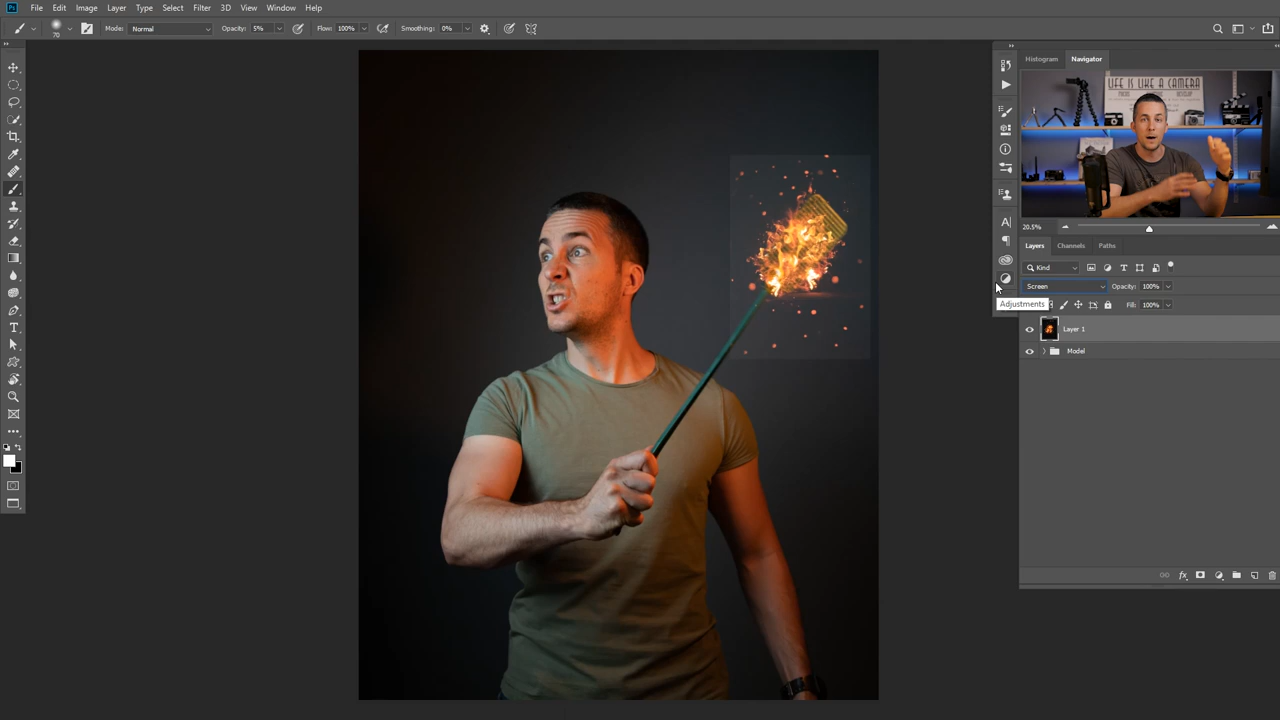 Ps File Edit Image Layer Type Select Filter 3D View Window Help
70 Mode: Normal Opacity: 5% Flow: 100% Smoothing: 0%
Histogram Navigator
LIFE IS LIKE A CAMERA
20.5%
Layers Channels Paths
Kind
Screen Opacity: 100%
Adjustments Fill: 100%
Layer 1
Model